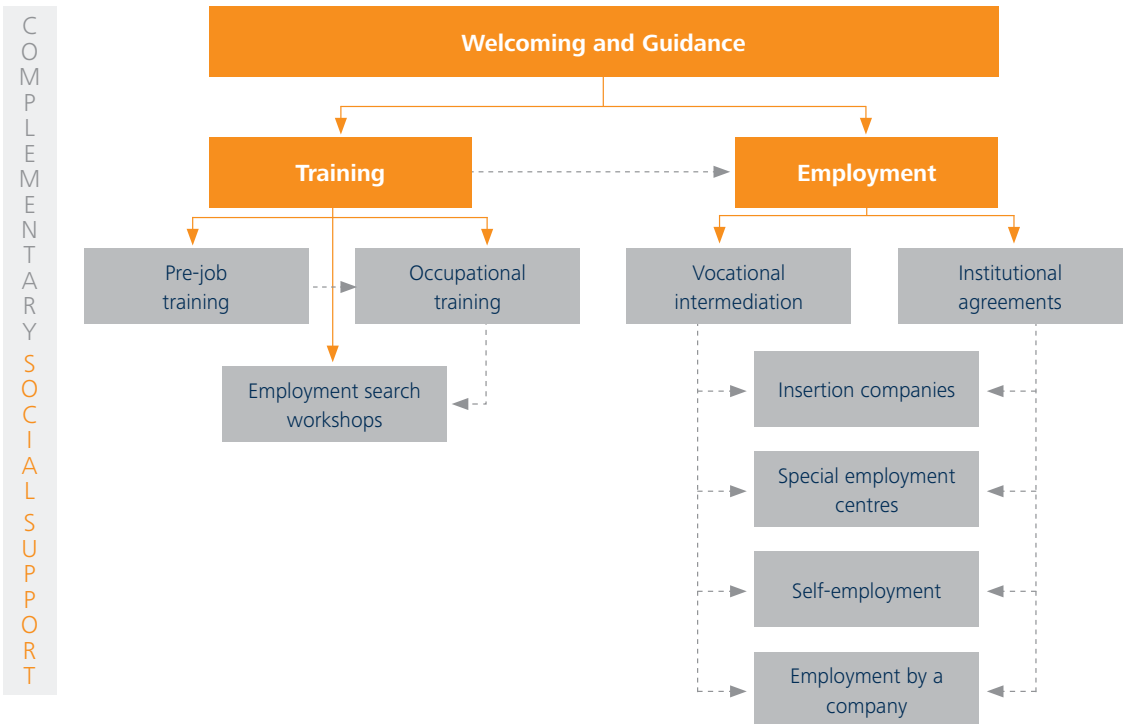 COMPLEMENTARY SOCIAL SUPPORT
Welcoming and Guidance
Training
Employment
Pre-job
training
Occupational
training
Vocational
intermediation
Institutional
agreements
Employment search
workshops
Insertion companies
Special employment
centres
Self-employment
Employment by a
company